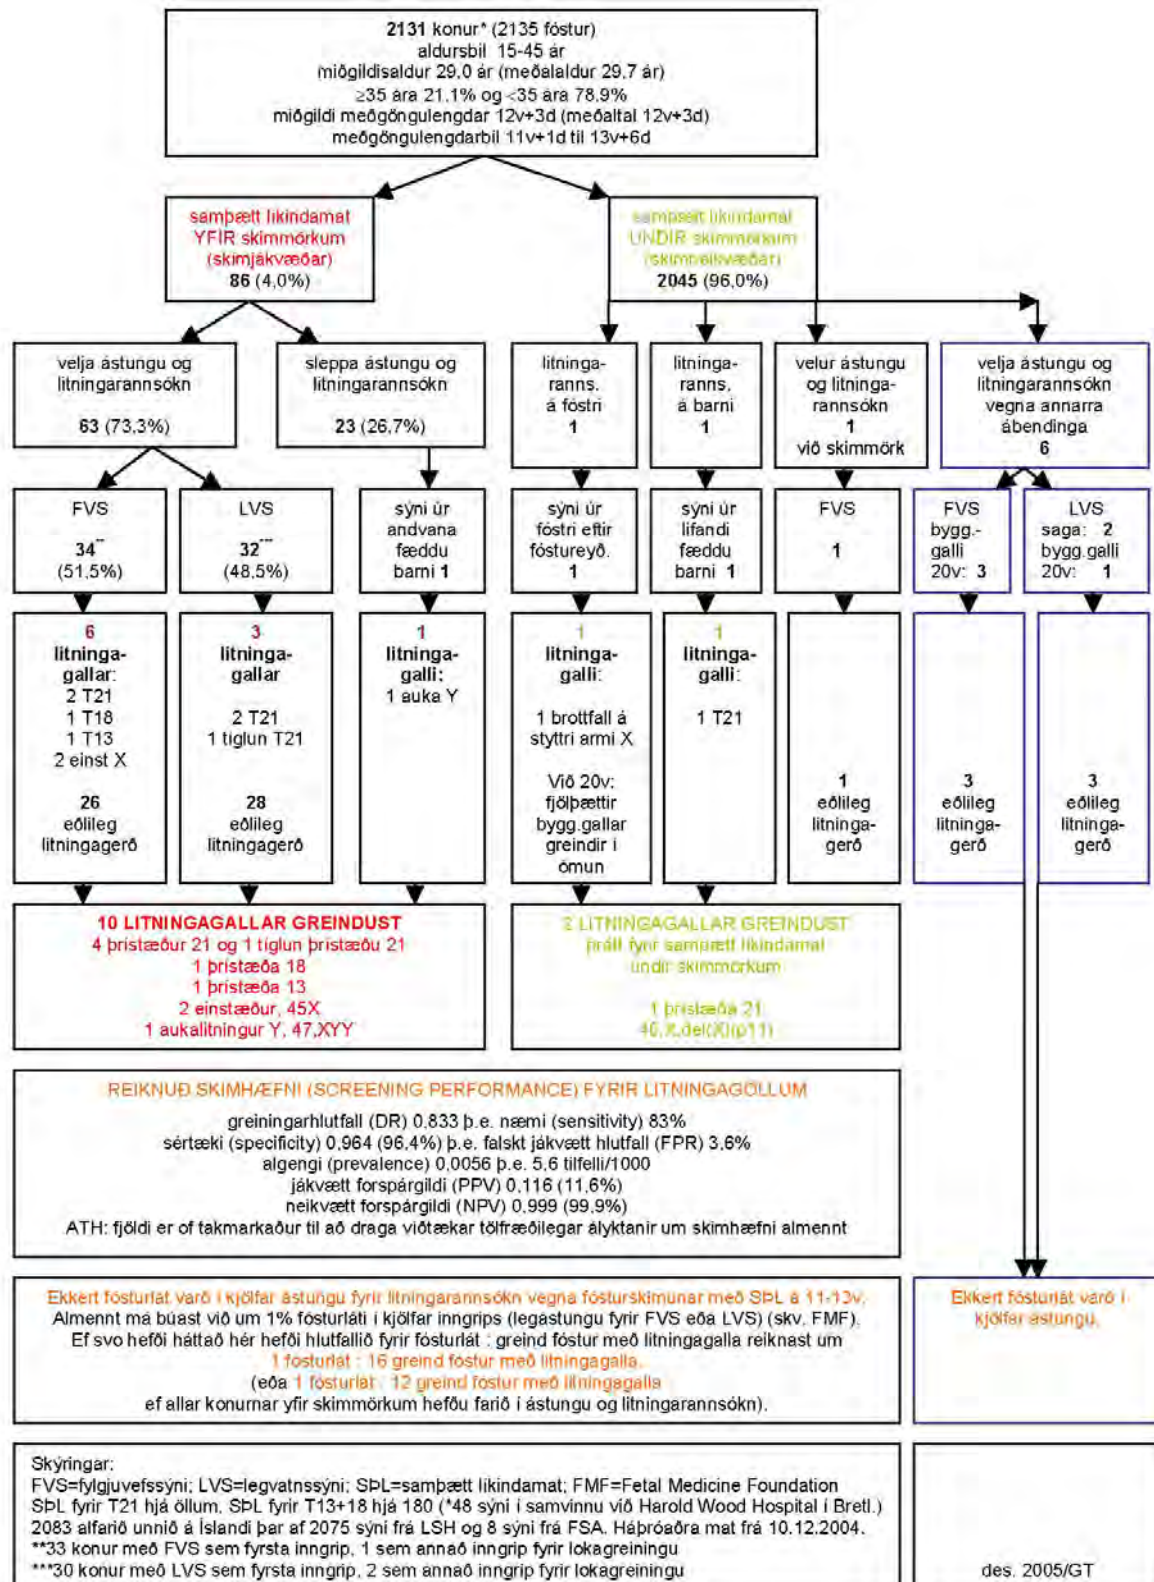 2131 konur* (2135 fóstur)
aldursbil 15-45 ár
miðgildisaldur 29,0 ár (meðalaldur 29,7 ár)
≥35 ára 21,1% og <35 ára 78,9%
miðgildi meðgöngulengdar 12v+3d (meðaltal 12v+3d)
meðgöngulengdarbil 11v+1d til 13v+6d
samþætt líkindamat
YFIR skimmörkum
(skimjákvæðar)
86 (4,0%)
samþætt líkindamat
UNDIR skimmörkum
(skimneikvæðar)
2045 (96,0%)
velja ástungu og
litningarannsókn
63 (73,3%)
sleppa ástungu og
litningarannsókn
23 (26,7%)
litninga-
ranns.
á fóstri
1
litninga-
ranns.
á barni
1
velur ástungu
og litninga-
rannsókn
1
við skimmörk
velja ástungu og
litningarannsókn
vegna annarra
ábendinga
6
FVS
34**
(51,5%)
LVS
32***
(48,5%)
sýni úr
andvana
fæddu
barni 1
sýni úr
fóstri eftir
fóstureyð.
1
sýni úr
lifandi
fæddu
barni 1
FVS
1
FVS
bygg.-
galli
20v: 3
LVS
saga: 2
bygg.galli
20v: 1
6
litninga-
gallar:
2 T21
1 T18
1 T13
2 einst X
26
eðlileg
litningagerð
3
litninga-
gallar
2 T21
1 tíglun T21
28
eðlileg
litningagerð
1
litninga-
galli:
1 auka Y
1
litninga-
galli:
1 brottfall á
styttri armi X
Við 20v:
fjölþættir
bygg.gallar
greindir í
ómun
1
litninga-
galli:
1 T21
1
eðlileg
litninga-
gerð
3
eðlileg
litninga-
gerð
3
eðlileg
litninga-
gerð
10 LITNINGAGALLAR GREINDUST
4 þrístæður 21 og 1 tíglun þrístæðu 21
1 þrístæða 18
1 þrístæða 13
2 einstæður, 45X
1 aukalitningur Y, 47,XYY
2 LITNINGAGALLAR GREINDUST
þrátt fyrir samþætt líkindamat
undir skimmörkum
1 þrístæða 21
46,X,del(X)(p11)
REIKNUÐ SKIMHÆFNI (SCREENING PERFORMANCE) FYRIR LITNINGAGÖLLUM
greiningarhlutfall (DR) 0,833 þ.e. næmi (sensitivity) 83%
sértæki (specificity) 0,964 (96,4%) þ.e. falskt jákvætt hlutfall (FPR) 3,6%
algengi (prevalence) 0,0056 þ.e. 5,6 tilfelli/1000
jákvætt forspárgildi (PPV) 0,116 (11,6%)
neikvætt forspárgildi (NPV) 0,999 (99,9%)
ATH: fjöldi er of takmarkaður til að draga víðtækar tölfræðilegar ályktanir um skimhæfni almennt
Ekkert fósturlát varð í kjölfar ástungu fyrir litningarannsókn vegna fósturskimunar með SÞL á 11-13v.
Almennt má búast við um 1% fósturláti í kjölfar inngrips (legástungu fyrir FVS eða LVS) (skv. FMF).
Ef svo hefði háttað hér hefði hlutfallið fyrir fósturlát : greind fóstur með litningagalla reiknast um
1 fósturlát : 16 greind fóstur með litningagalla.
(eða 1 fósturlát : 12 greind fóstur með litningagalla
ef allar konurnar yfir skimmörkum hefðu farið í ástungu og litningarannsókn).
Ekkert fósturlát varð í
kjölfar ástungu.
Skýringar:
FVS=fylgjuvefssýni; LVS=legvatnssýni; SÞL=samþætt líkindamat; FMF=Fetal Medicine Foundation
SÞL fyrir T21 hjá öllum, SÞL fyrir T13+18 hjá 180 (*48 sýni í samvinnu við Harold Wood Hospital í Bretl.)
2083 alfarið unnið á Íslandi þar af 2075 sýni frá LSH og 8 sýni frá FSA. Háþróaðra mat frá 10.12.2004.
**33 konur með FVS sem fyrsta inngrip, 1 sem annað inngrip fyrir lokagreiningu
***30 konur með LVS sem fyrsta inngrip, 2 sem annað inngrip fyrir lokagreiningu
des. 2005/GT